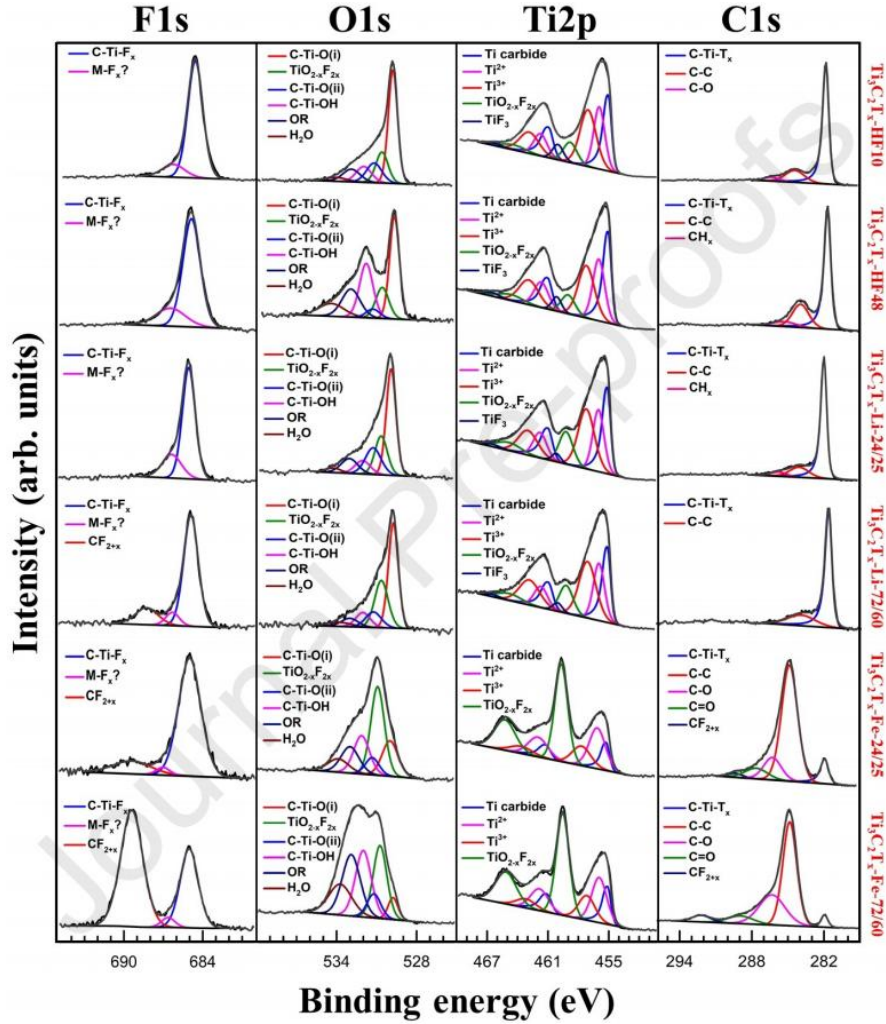 F1s O1s Ti2p C1s
C-Ti-Fₓ
M-Fₓ?
C-Ti-O(i)
TiO₂₋ₓF₂ₓ
C-Ti-O(ii)
C-Ti-OH
OR
H₂O
Ti carbide
Ti²⁺
Ti³⁺
TiO₂₋ₓF₂ₓ
TiF₃
C-Ti-Tₓ
C-C
C-O
Ti₃C₂Tₓ-HF10
C-Ti-Fₓ
M-Fₓ?
C-Ti-O(i)
TiO₂₋ₓF₂ₓ
C-Ti-O(ii)
C-Ti-OH
OR
H₂O
Ti carbide
Ti²⁺
Ti³⁺
TiO₂₋ₓF₂ₓ
TiF₃
C-Ti-Tₓ
C-C
CHₓ
Ti₃C₂Tₓ-HF48
C-Ti-Fₓ
M-Fₓ?
C-Ti-O(i)
TiO₂₋ₓF₂ₓ
C-Ti-O(ii)
C-Ti-OH
OR
H₂O
Ti carbide
Ti²⁺
Ti³⁺
TiO₂₋ₓF₂ₓ
TiF₃
C-Ti-Tₓ
C-C
CHₓ
Ti₃C₂Tₓ-Li-24/25
C-Ti-Fₓ
M-Fₓ?
CF₂₊ₓ
C-Ti-O(i)
TiO₂₋ₓF₂ₓ
C-Ti-O(ii)
C-Ti-OH
OR
H₂O
Ti carbide
Ti²⁺
Ti³⁺
TiO₂₋ₓF₂ₓ
TiF₃
C-Ti-Tₓ
C-C
Ti₃C₂Tₓ-Li-72/60
C-Ti-Fₓ
M-Fₓ?
CF₂₊ₓ
C-Ti-O(i)
TiO₂₋ₓF₂ₓ
C-Ti-O(ii)
C-Ti-OH
OR
H₂O
Ti carbide
Ti²⁺
Ti³⁺
TiO₂₋ₓF₂ₓ
C-Ti-Tₓ
C-C
C-O
C=O
CF₂₊ₓ
Ti₃C₂Tₓ-Fe-24/25
C-Ti-Fₓ
M-Fₓ?
CF₂₊ₓ
C-Ti-O(i)
TiO₂₋ₓF₂ₓ
C-Ti-O(ii)
C-Ti-OH
OR
H₂O
Ti carbide
Ti²⁺
Ti³⁺
TiO₂₋ₓF₂ₓ
C-Ti-Tₓ
C-C
C-O
C=O
CF₂₊ₓ
Ti₃C₂Tₓ-Fe-72/60
Intensity (arb. units)
690 684 534 528 467 461 455 294 288 282
Binding energy (eV)
Journal Pre-proofs